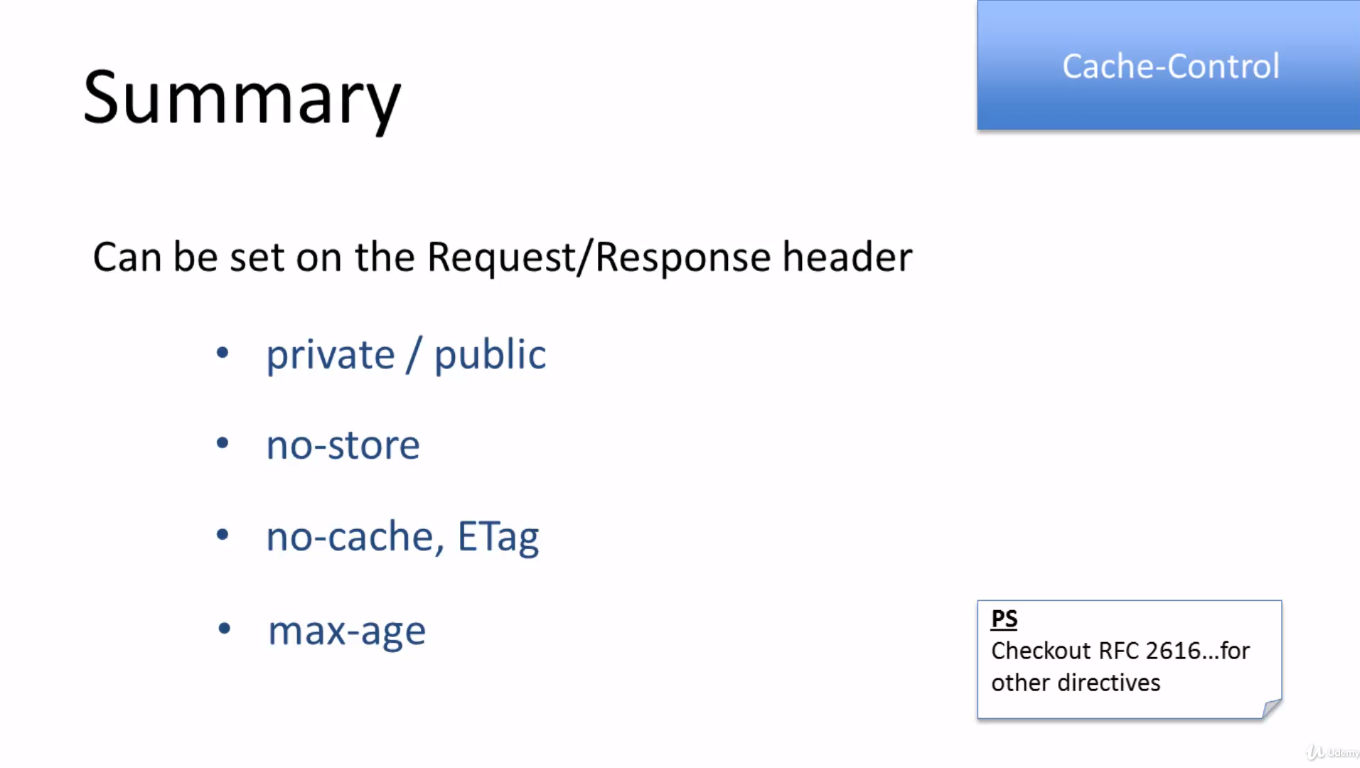 Summary
Cache-Control
Can be set on the Request/Response header
• private / public
• no-store
• no-cache, ETag
• max-age
PS
Checkout RFC 2616...for
other directives
Udemy